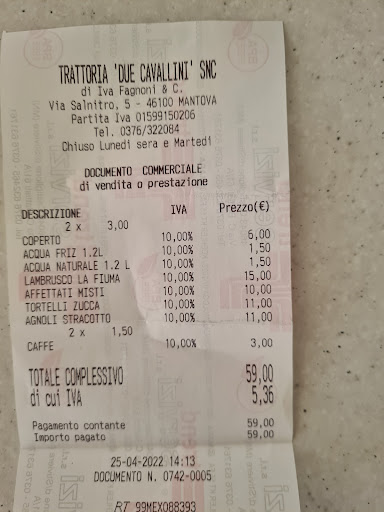 TRATTORIA 'DUE CAVALLINI' SNC
di Iva Fagnoni & C.
Via Salnitro, 5 - 46100 MANTOVA
Partita Iva 01599150206
Tel. 0376/322084
Chiuso Lunedi sera e Martedi
DOCUMENTO COMMERCIALE
di vendita o prestazione
DESCRIZIONE IVA Prezzo(€)
2 x 3,00
COPERTO 10,00% 6,00
ACQUA FRIZ 1.2L 10,00% 1,50
ACQUA NATURALE 1.2 L 10,00% 1,50
LAMBRUSCO LA FIUMA 10,00% 15,00
AFFETTATI MISTI 10,00% 10,00
TORTELLI ZUCCA 10,00% 11,00
AGNOLI STRACOTTO 10,00% 11,00
2 x 1,50
CAFFE 10,00% 3,00
TOTALE COMPLESSIVO 59,00
di cui IVA 5,36
Pagamento contante 59,00
Importo pagato 59,00
25-04-2022 14:13
DOCUMENTO N. 0742-0005
RT 99MEX088393